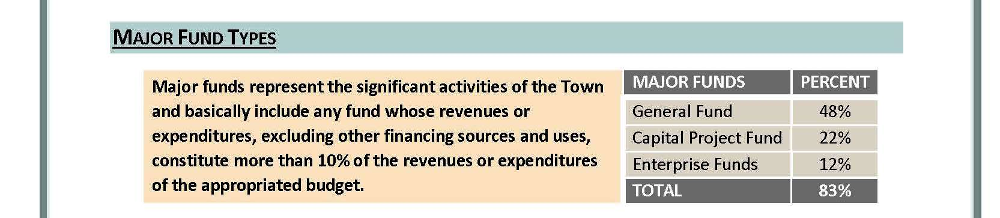 MAJOR FUND TYPES
Major funds represent the significant activities of the Town
and basically include any fund whose revenues or
expenditures, excluding other financing sources and uses,
constitute more than 10% of the revenues or expenditures
of the appropriated budget.
MAJOR FUNDS PERCENT
General Fund 48%
Capital Project Fund 22%
Enterprise Funds 12%
TOTAL 83%